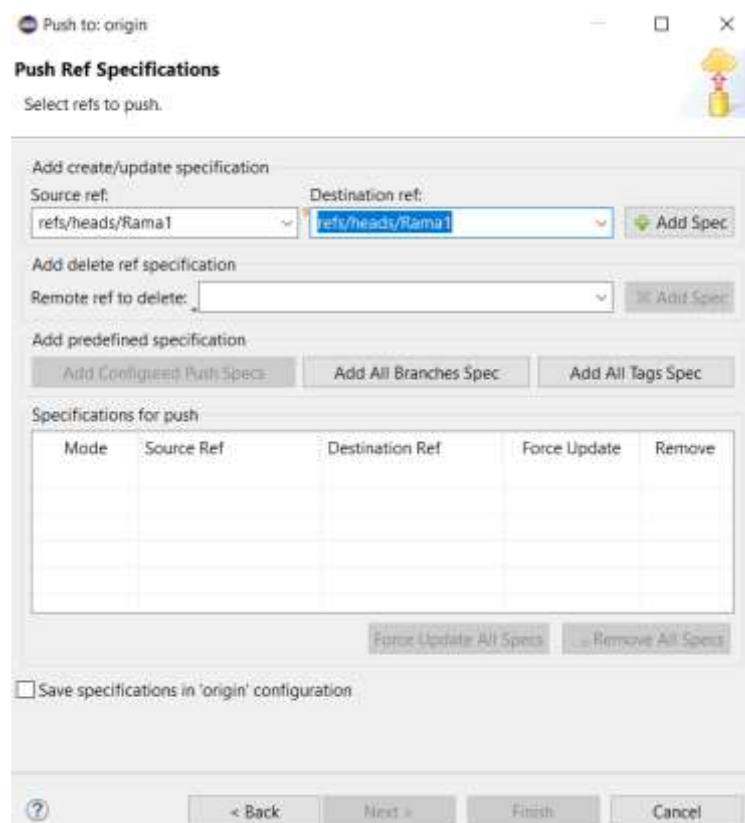 Push to: origin
Push Ref Specifications
Select refs to push.
Add create/update specification
Source ref: Destination ref:
refs/heads/Rama1 refs/heads/Rama1 Add Spec
Add delete ref specification
Remote ref to delete: Add Spec
Add predefined specification
Add Configured Push Specs Add All Branches Spec Add All Tags Spec
Specifications for push
Mode Source Ref Destination Ref Force Update Remove
Force Update All Specs Remove All Specs
Save specifications in 'origin' configuration
? < Back Next > Finish Cancel